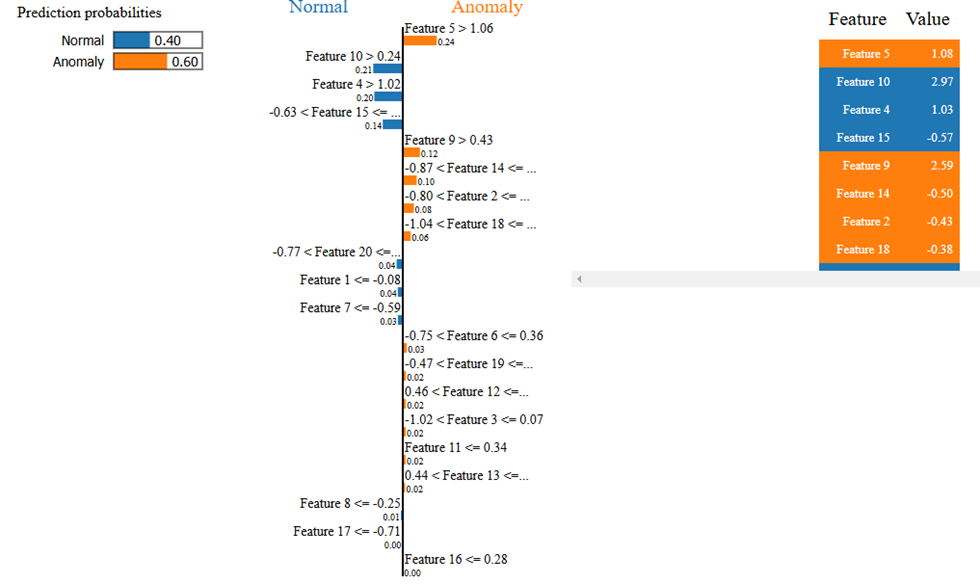 Prediction probabilities
Normal 0.40
Anomaly 0.60
Normal Anomaly
Feature 5 > 1.06
0.24
Feature 10 > 0.24
0.21
Feature 4 > 1.02
0.20
-0.63 < Feature 15 <= ...
0.14
Feature 9 > 0.43
0.12
-0.87 < Feature 14 <= ...
0.10
-0.80 < Feature 2 <= ...
0.08
-1.04 < Feature 18 <= ...
0.06
-0.77 < Feature 20 <=...
0.04
Feature 1 <= -0.08
0.04
Feature 7 <= -0.59
0.03
-0.75 < Feature 6 <= 0.36
0.03
-0.47 < Feature 19 <=...
0.02
0.46 < Feature 12 <=...
0.02
-1.02 < Feature 3 <= 0.07
0.02
Feature 11 <= 0.34
0.02
0.44 < Feature 13 <=...
0.02
Feature 8 <= -0.25
0.01
Feature 17 <= -0.71
0.00
Feature 16 <= 0.28
0.00
Feature Value
Feature 5 1.08
Feature 10 2.97
Feature 4 1.03
Feature 15 -0.57
Feature 9 2.59
Feature 14 -0.50
Feature 2 -0.43
Feature 18 -0.38